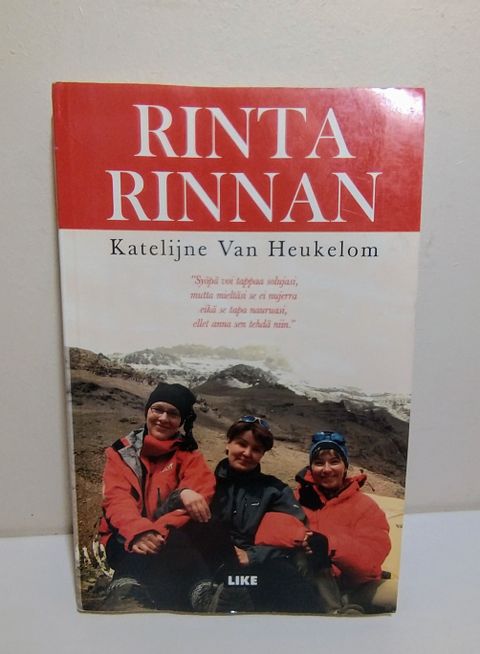 RINTA
RINNAN
Katelijne Van Heukelom
"Syöpä voi tappaa solujasi,
mutta mieltäsi se ei nujerra
eikä se tapa nauruasi,
ellet anna sen tehdä niin."
LIKE